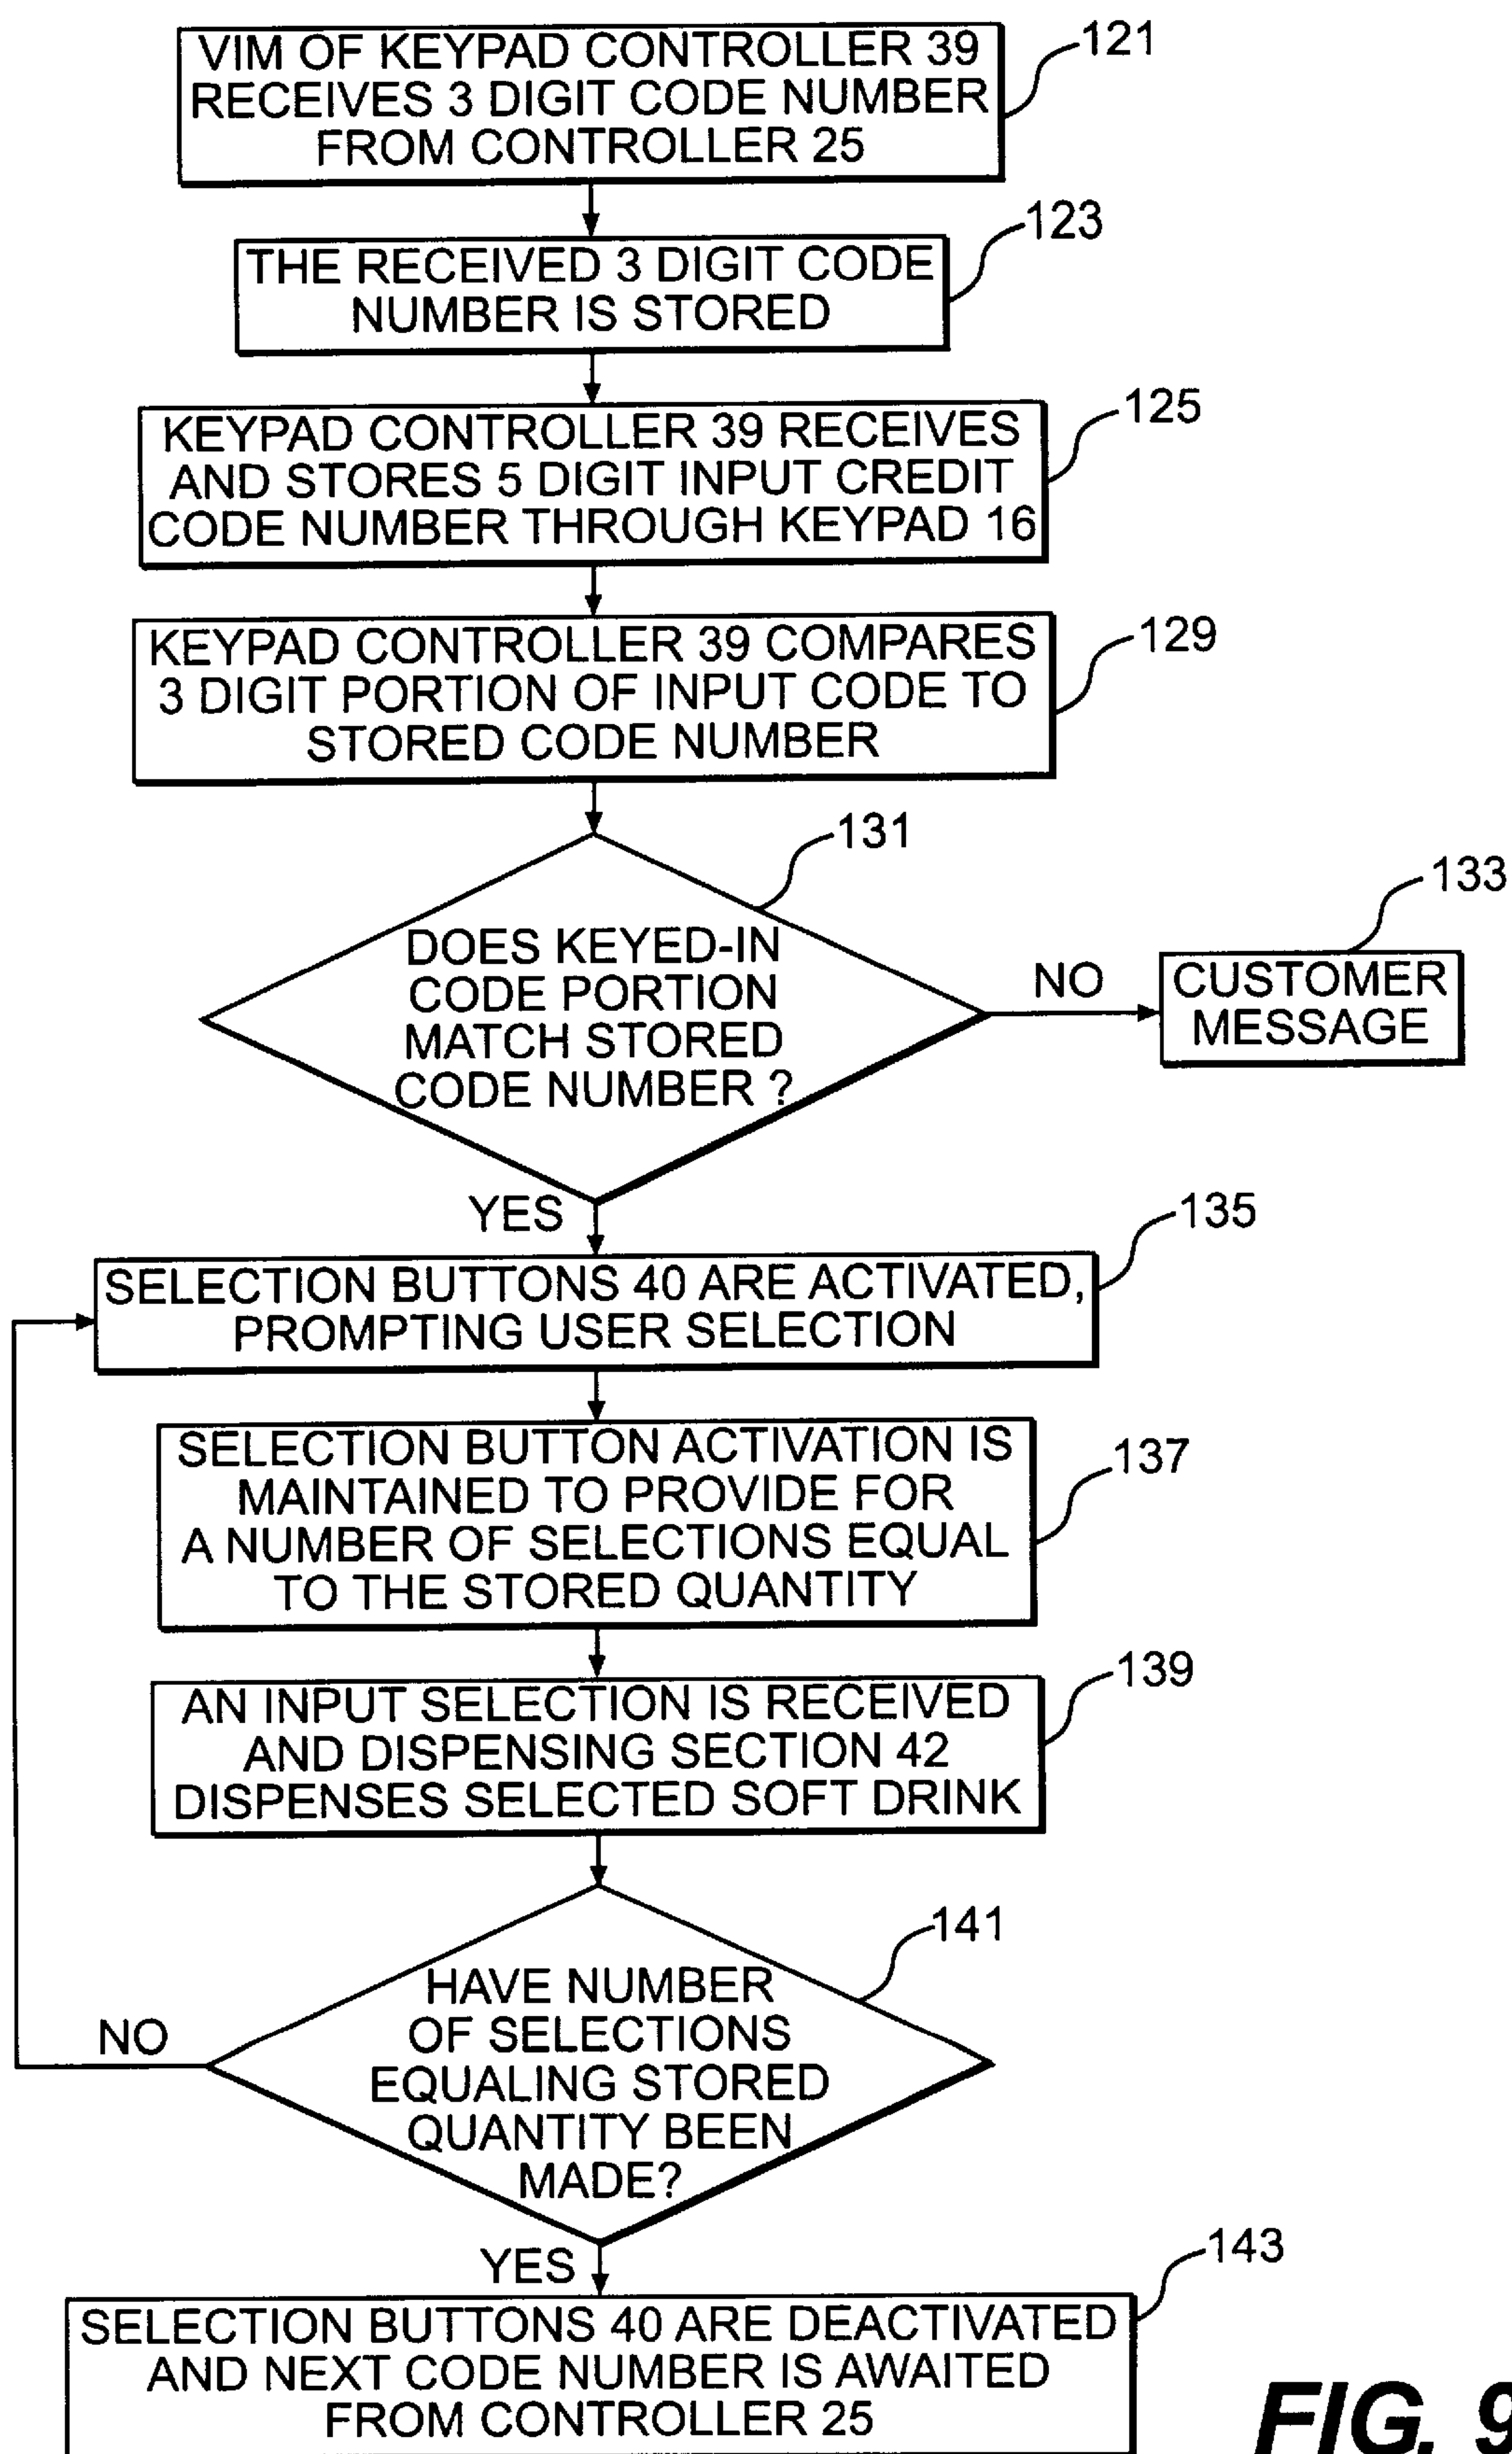 VIM OF KEYPAD CONTROLLER 39
RECEIVES 3 DIGIT CODE NUMBER
FROM CONTROLLER 25
121
THE RECEIVED 3 DIGIT CODE
NUMBER IS STORED
123
KEYPAD CONTROLLER 39 RECEIVES
AND STORES 5 DIGIT INPUT CREDIT
CODE NUMBER THROUGH KEYPAD 16
125
KEYPAD CONTROLLER 39 COMPARES
3 DIGIT PORTION OF INPUT CODE TO
STORED CODE NUMBER
129
DOES KEYED-IN
CODE PORTION
MATCH STORED
CODE NUMBER ?
131
NO
CUSTOMER
MESSAGE
133
YES
SELECTION BUTTONS 40 ARE ACTIVATED,
PROMPTING USER SELECTION
135
SELECTION BUTTON ACTIVATION IS
MAINTAINED TO PROVIDE FOR
A NUMBER OF SELECTIONS EQUAL
TO THE STORED QUANTITY
137
AN INPUT SELECTION IS RECEIVED
AND DISPENSING SECTION 42
DISPENSES SELECTED SOFT DRINK
139
HAVE NUMBER
OF SELECTIONS
EQUALING STORED
QUANTITY BEEN
MADE?
141
NO
YES
SELECTION BUTTONS 40 ARE DEACTIVATED
AND NEXT CODE NUMBER IS AWAITED
FROM CONTROLLER 25
143
FIG. 9